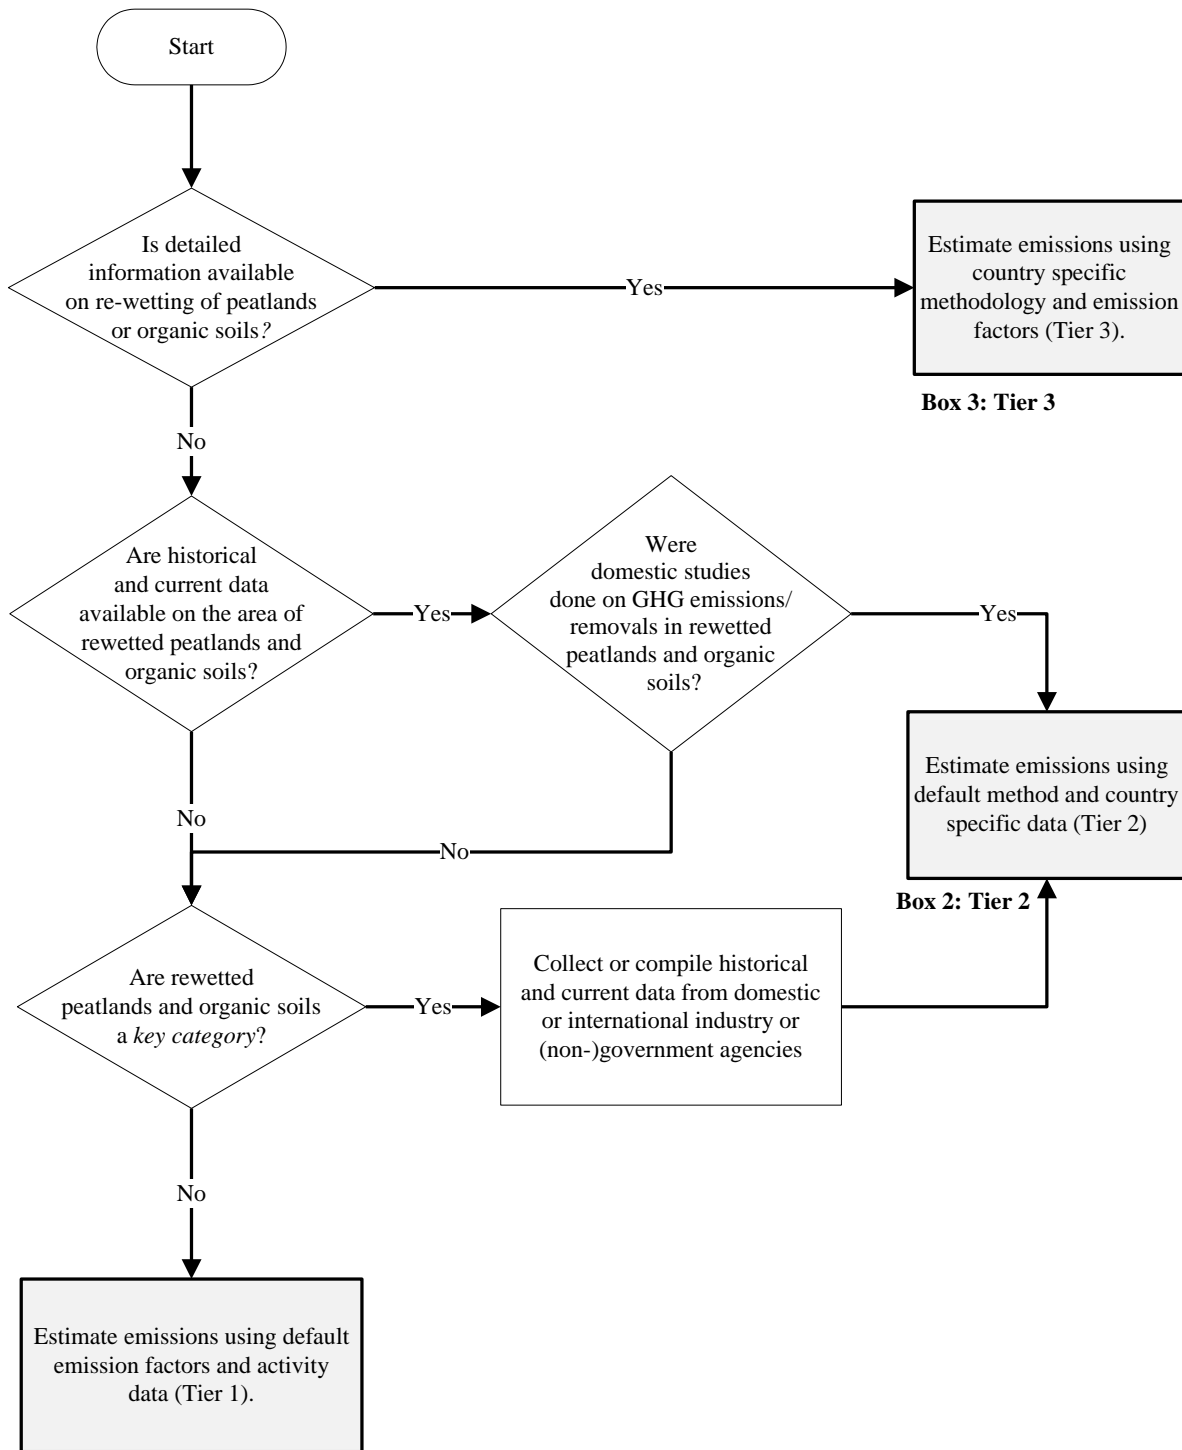 Start
Is detailed
information available
on re-wetting of peatlands
or organic soils?
Yes
Estimate emissions using
country specific
methodology and emission
factors (Tier 3).
Box 3: Tier 3
No
Are historical
and current data
available on the area of
rewetted peatlands and
organic soils?
Yes
Were
domestic studies
done on GHG emissions/
removals in rewetted
peatlands and organic
soils?
Yes
Estimate emissions using
default method and country
specific data (Tier 2)
Box 2: Tier 2
No
No
Are rewetted
peatlands and organic soils
a key category?
Yes
Collect or compile historical
and current data from domestic
or international industry or
(non-)government agencies
No
Estimate emissions using default
emission factors and activity
data (Tier 1).